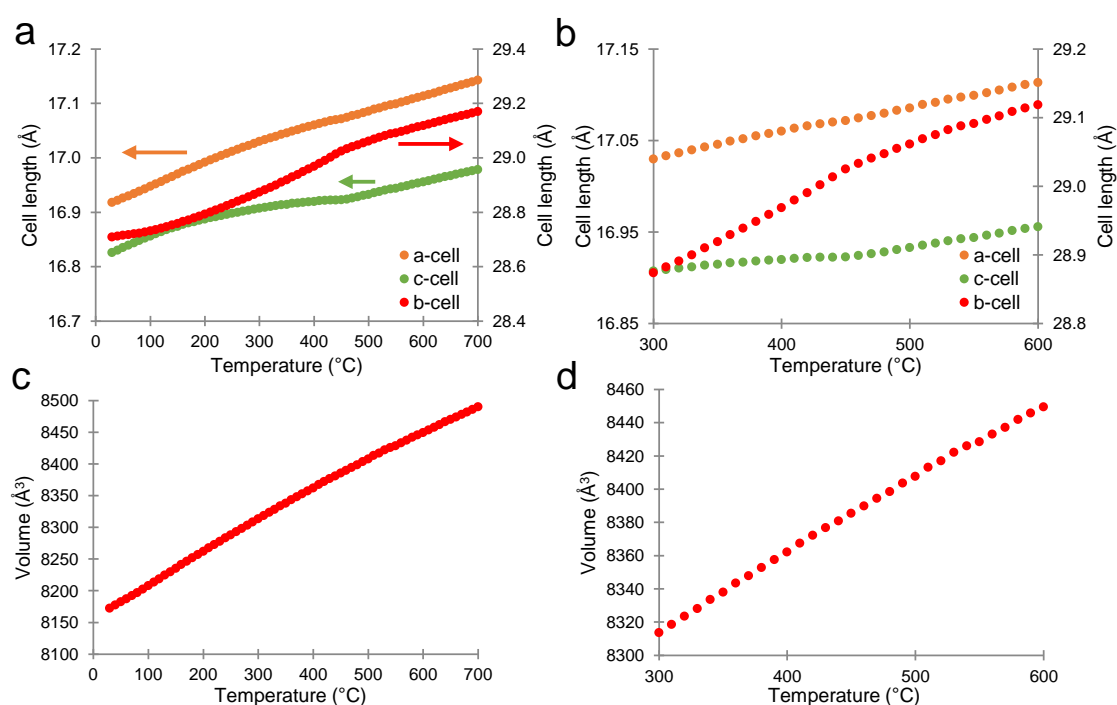 a
17.2
17.1
17.0
16.9
16.8
16.7
Cell length (Å)
29.4
29.2
29.0
28.8
28.6
28.4
Cell length (Å)
a-cell
c-cell
b-cell
0 100 200 300 400 500 600 700
Temperature (°C)
b
17.15
17.05
16.95
16.85
Cell length (Å)
29.2
29.1
29.0
28.9
28.8
Cell length (Å)
a-cell
c-cell
b-cell
300 400 500 600
Temperature (°C)
c
8500
8450
8400
8350
8300
8250
8200
8150
8100
Volume (Å³)
0 100 200 300 400 500 600 700
Temperature (°C)
d
8460
8440
8420
8400
8380
8360
8340
8320
8300
Volume (Å³)
300 400 500 600
Temperature (°C)